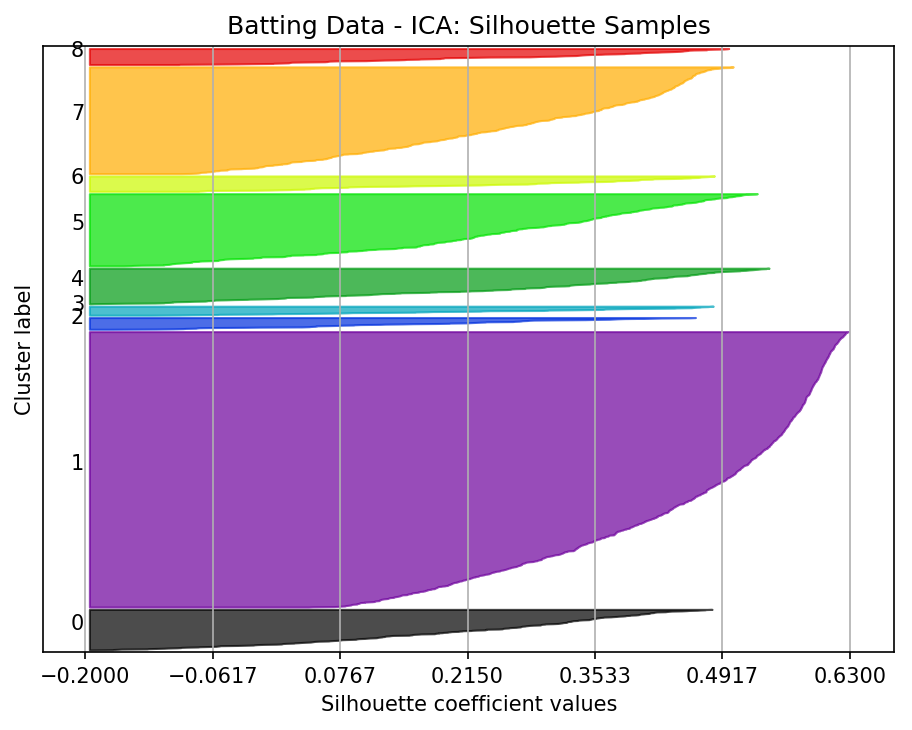 Batting Data - ICA: Silhouette Samples
8
7
6
5
4
3
2
1
0
Cluster label
−0.2000 −0.0617 0.0767 0.2150 0.3533 0.4917 0.6300
Silhouette coefficient values